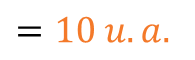 = 10 u. a.